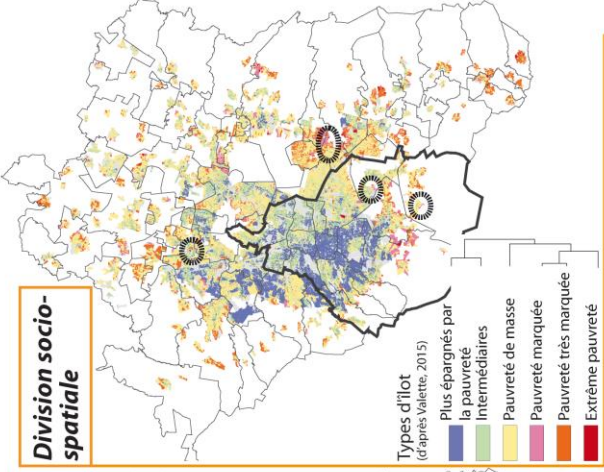 Division socio-
spatiale
Types d'îlot
(d'après Valette, 2015)
Plus épargnés par
la pauvreté
Intermédiaires
Pauvreté de masse
Pauvreté marquée
Pauvreté très marquée
Extrême pauvreté